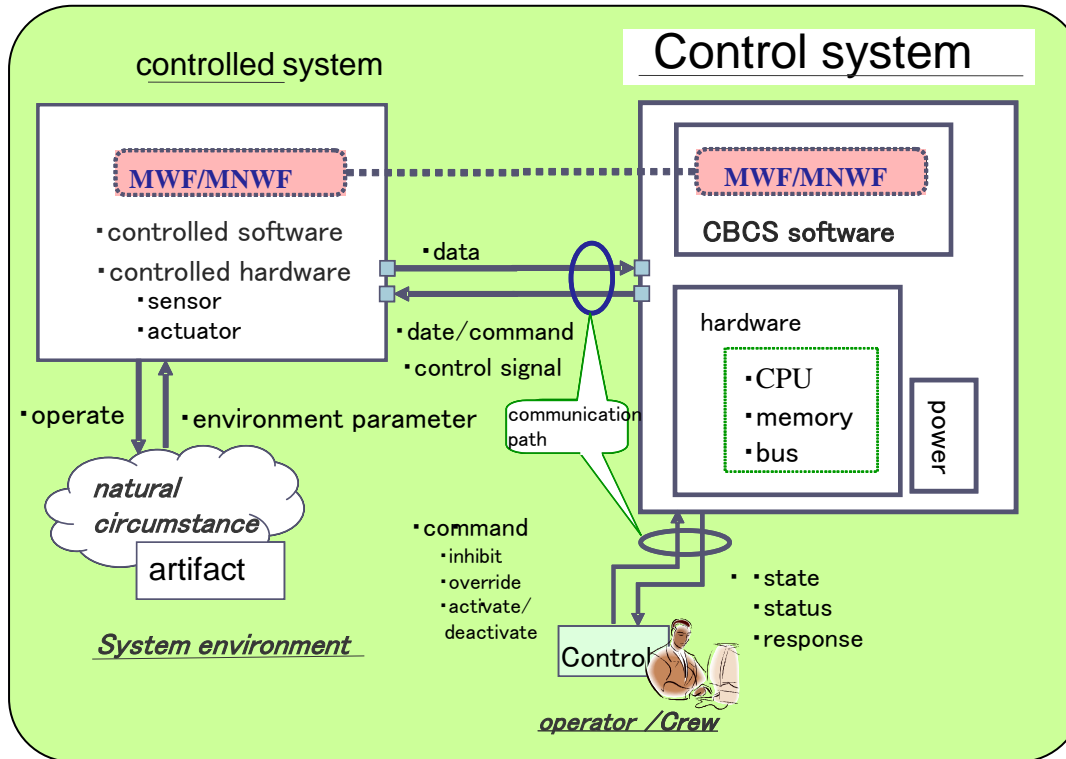 controlled system
Control system
MWF/MNWF
・controlled software
・controlled hardware
・sensor
・actuator
MWF/MNWF
CBCS software
・data
・date/command
・control signal
hardware
・CPU
・memory
・bus
power
communication
path
・operate
・environment parameter
natural
circumstance
artifact
System environment
・command
・inhibit
・override
・activate/
deactivate
・・state
・status
・response
Control
operator /Crew